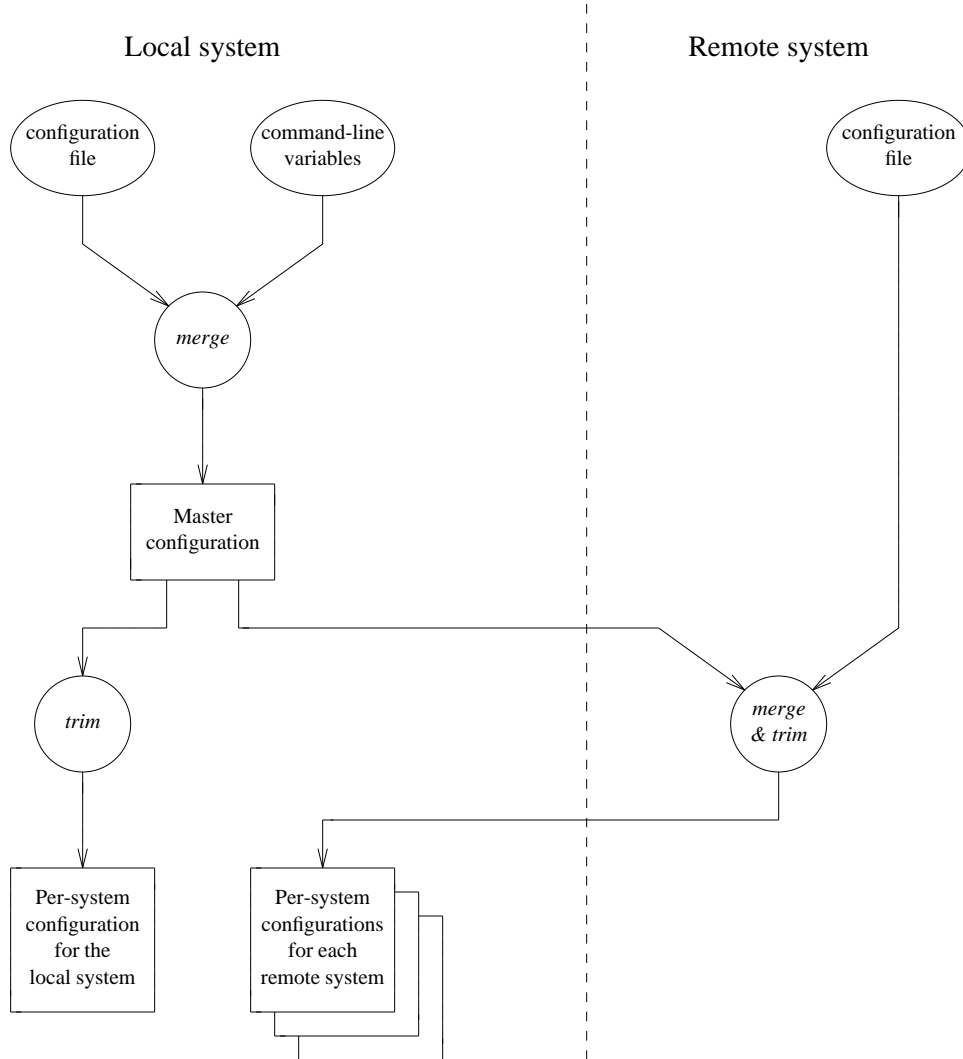 Local system
Remote system
configuration
file
command-line
variables
configuration
file
merge
Master
configuration
trim
merge
& trim
Per-system
configuration
for the
local system
Per-system
configurations
for each
remote system